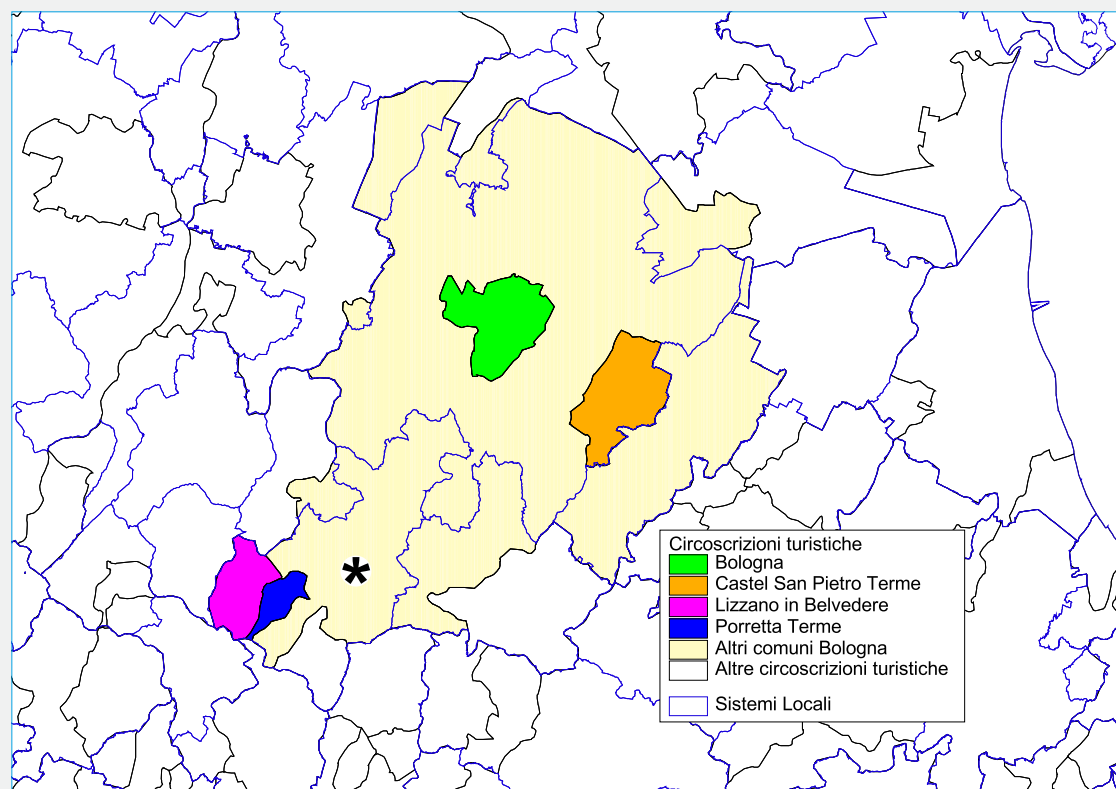 *
Circoscrizioni turistiche
Bologna
Castel San Pietro Terme
Lizzano in Belvedere
Porretta Terme
Altri comuni Bologna
Altre circoscrizioni turistiche
Sistemi Locali